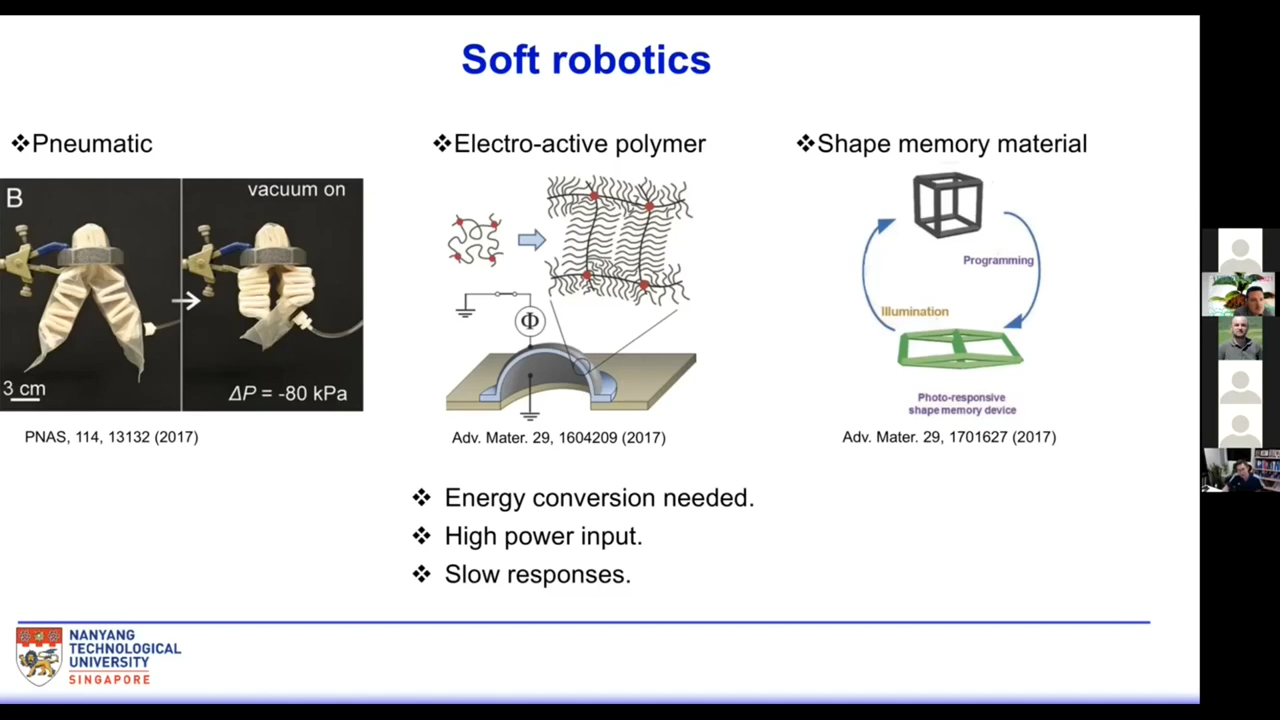 Soft robotics
❖Pneumatic
B
vacuum on
3 cm
ΔP = -80 kPa
PNAS, 114, 13132 (2017)
❖Electro-active polymer
Φ
Adv. Mater. 29, 1604209 (2017)
❖Shape memory material
Programming
Illumination
Photo-responsive
shape memory device
Adv. Mater. 29, 1701627 (2017)
❖ Energy conversion needed.
❖ High power input.
❖ Slow responses.
NANYANG
TECHNOLOGICAL
UNIVERSITY
SINGAPORE